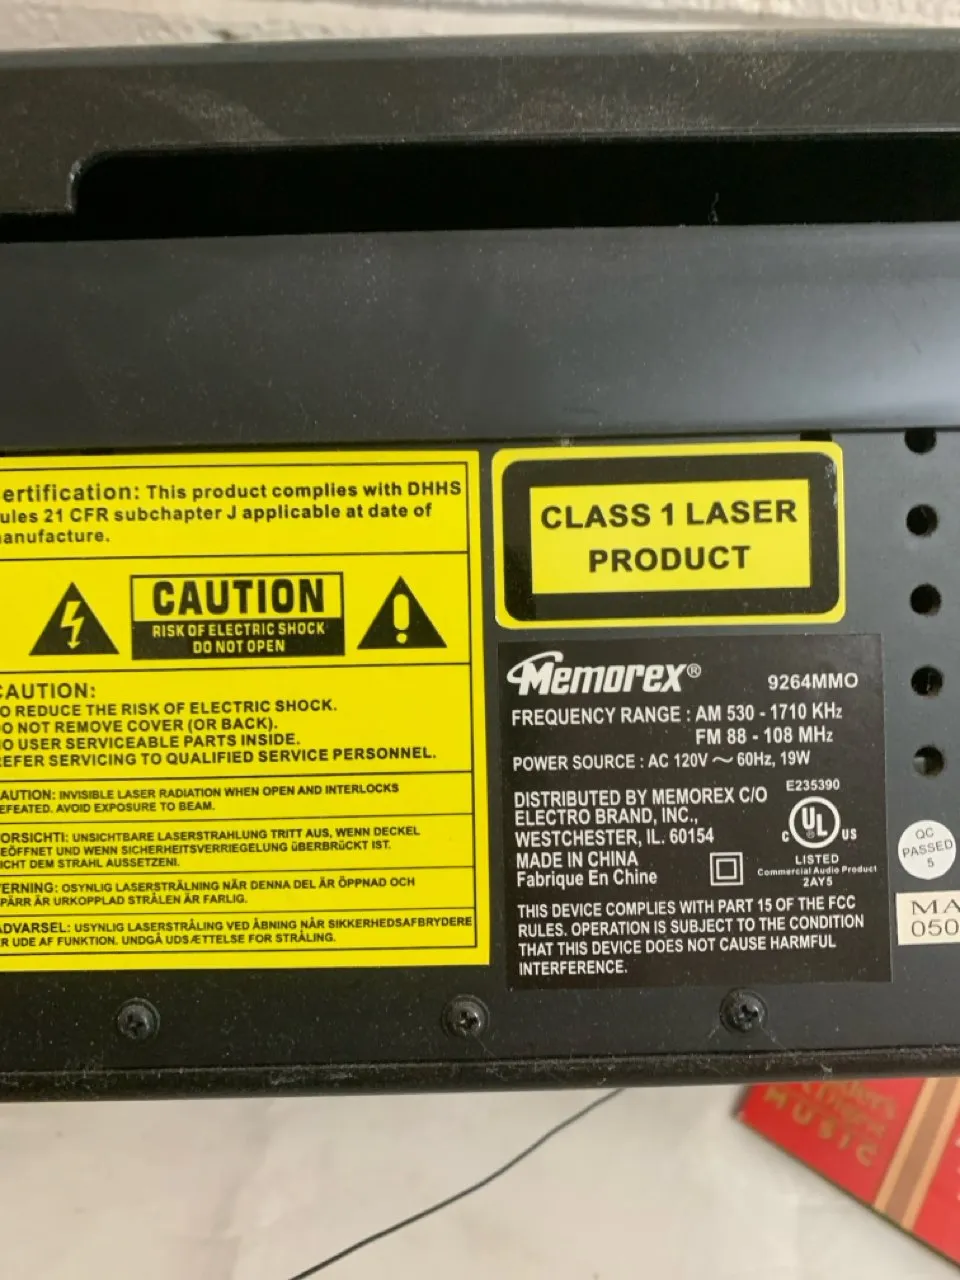 ertification: This product complies with DHHS
ules 21 CFR subchapter J applicable at date of
anufacture.
CAUTION
RISK OF ELECTRIC SHOCK
DO NOT OPEN
CAUTION:
O REDUCE THE RISK OF ELECTRIC SHOCK.
O NOT REMOVE COVER (OR BACK).
O USER SERVICEABLE PARTS INSIDE.
EFER SERVICING TO QUALIFIED SERVICE PERSONNEL.
AUTION: INVISIBLE LASER RADIATION WHEN OPEN AND INTERLOCKS
EFEATED. AVOID EXPOSURE TO BEAM.
ORSICHTI: UNSICHTBARE LASERSTRAHLUNG TRITT AUS, WENN DECKEL
EÖFFNET UND WENN SICHERHEITSVERRIEGELUNG üBERBRüCKT IST.
ICHT DEM STRAHL AUSSETZENI.
ERNING: OSYNLIG LASERSTRÅLNING NÄR DENNA DEL ÄR ÖPPNAD OCH
PÄRR ÄR URKOPPLAD STRÅLEN ÄR FARLIG.
ADVARSEL: USYNLIG LASERSTRÅLING VED ÅBNING NÅR SIKKERHEDSAFBRYDERE
R UDE AF FUNKTION. UNDGÅ UDSÆTTELSE FOR STRÅLING.
CLASS 1 LASER
PRODUCT
Memorex® 9264MMO
FREQUENCY RANGE : AM 530 - 1710 KHz
FM 88 - 108 MHz
POWER SOURCE : AC 120V ~ 60Hz, 19W
DISTRIBUTED BY MEMOREX C/O
ELECTRO BRAND, INC.,
WESTCHESTER, IL. 60154
MADE IN CHINA
Fabrique En Chine
E235390
C UL US
LISTED
Commercial Audio Product
2AY5
THIS DEVICE COMPLIES WITH PART 15 OF THE FCC
RULES. OPERATION IS SUBJECT TO THE CONDITION
THAT THIS DEVICE DOES NOT CAUSE HARMFUL
INTERFERENCE.
QC
PASSED
5
MA
050
MUSIC